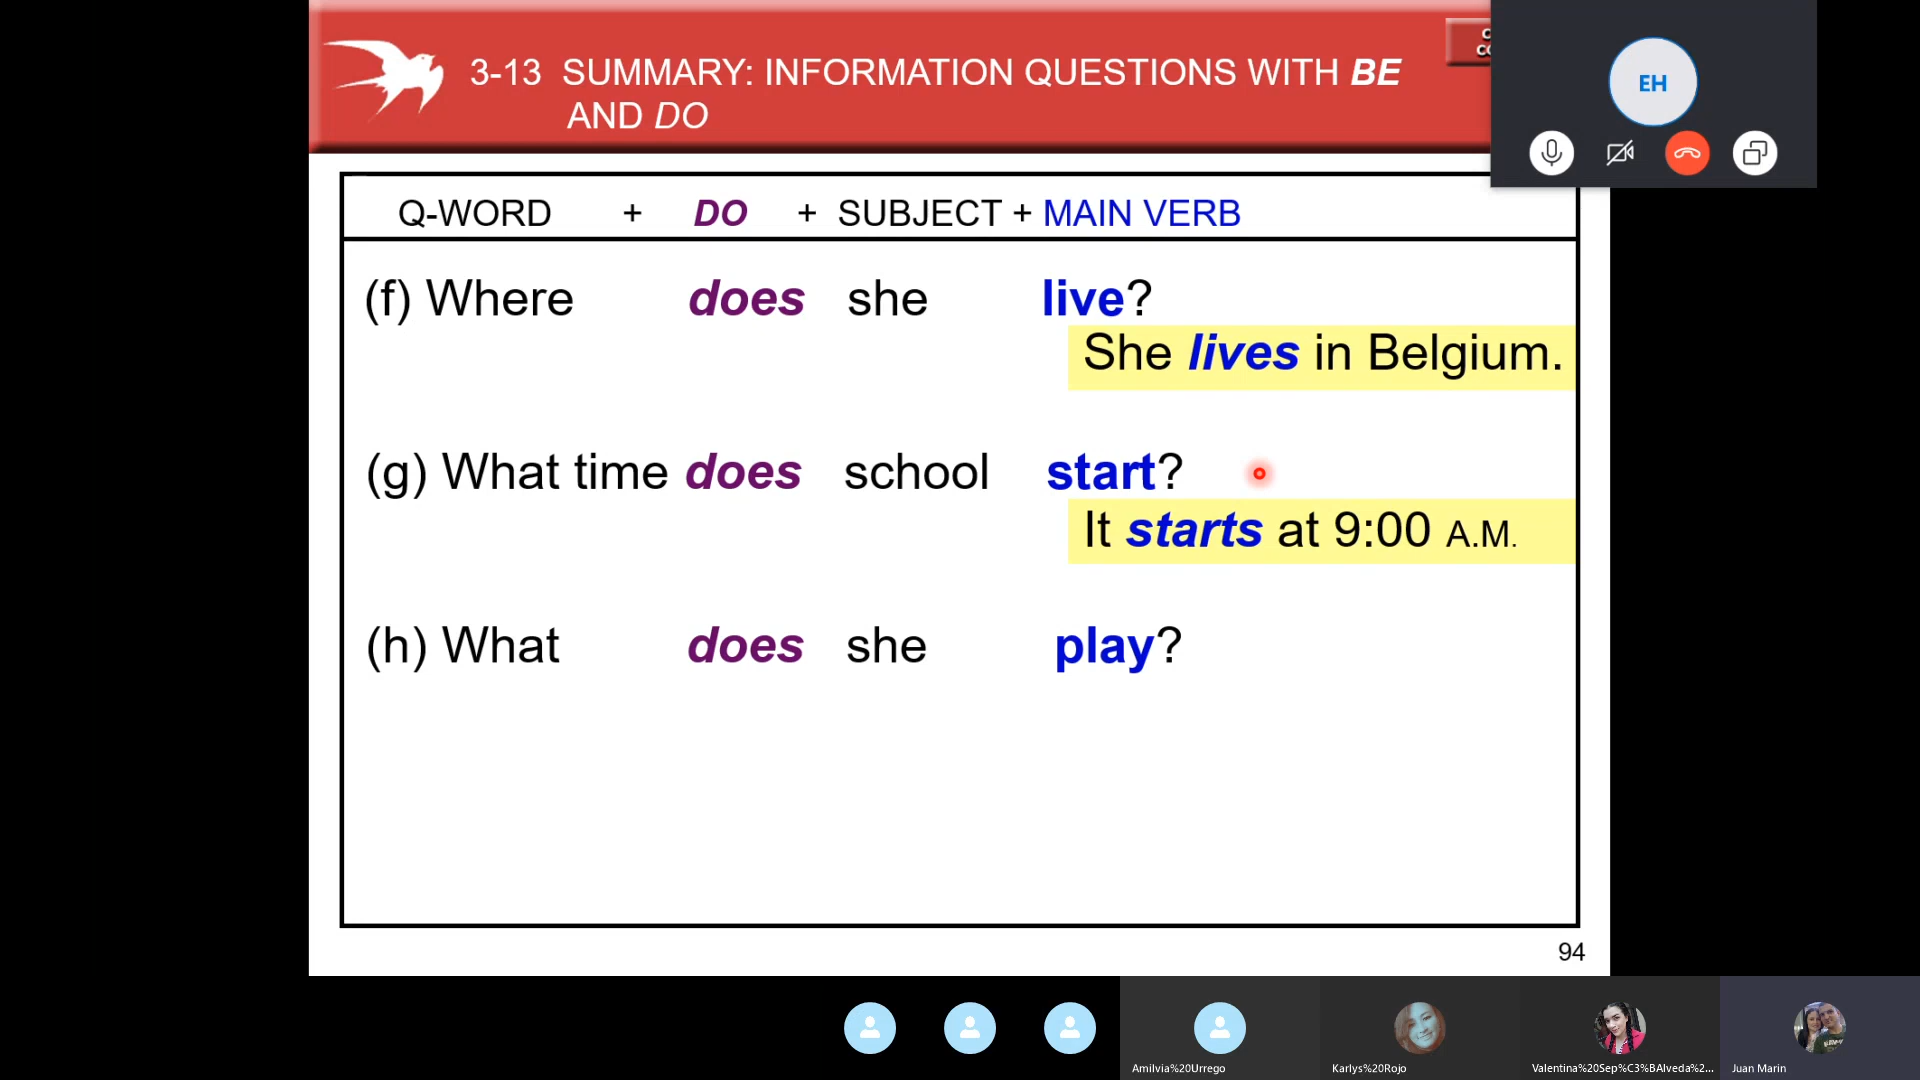 3-13 SUMMARY: INFORMATION QUESTIONS WITH BE
AND DO
EH
Q-WORD + DO + SUBJECT + MAIN VERB
(f) Where does she live?
She lives in Belgium.
(g) What time does school start?
It starts at 9:00 A.M.
(h) What does she play?
94
Amilvia%20Urrego
Karlys%20Rojo
Valentina%20Sep%C3%BAlveda%2...
Juan Marin